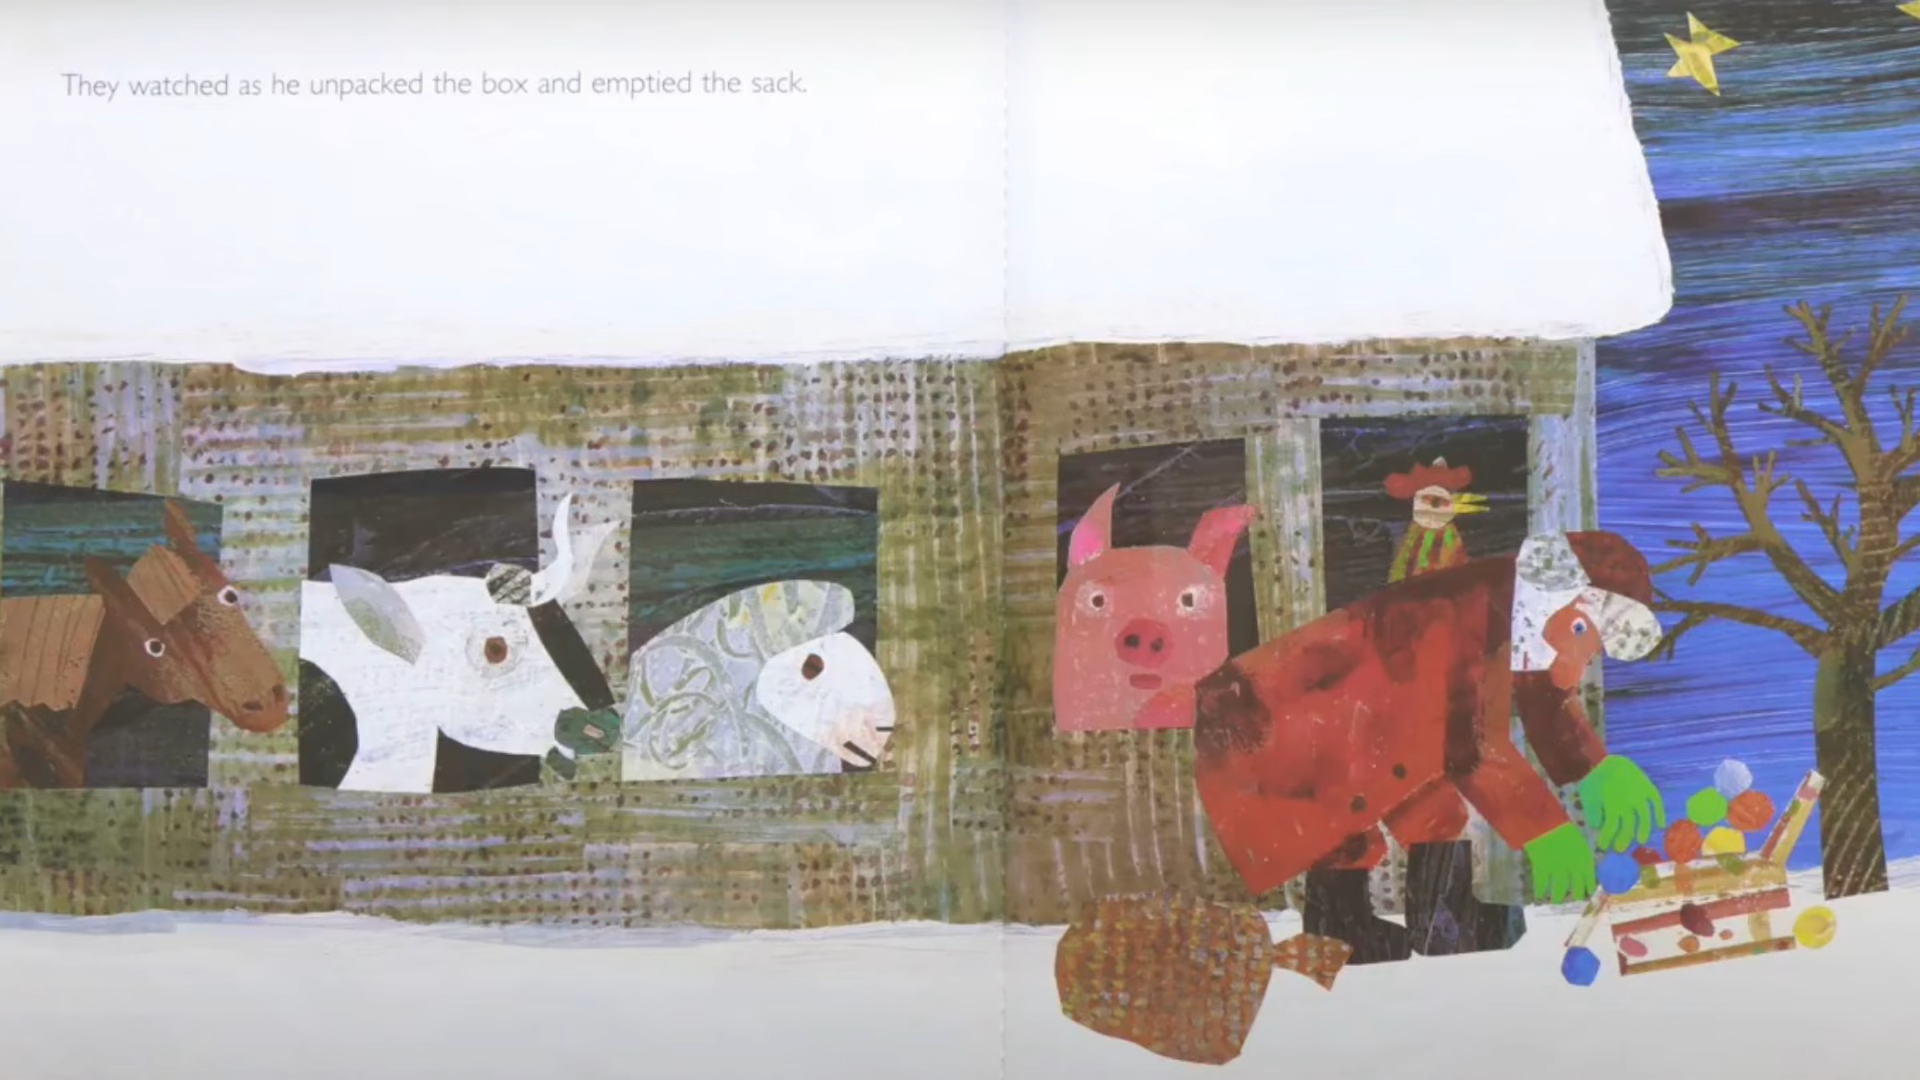 They watched as he unpacked the box and emptied the sack.